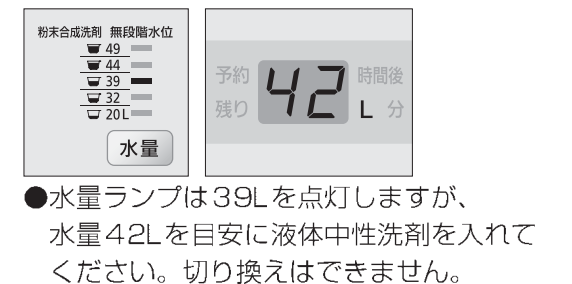 粉末合成洗剤 無段階水位
49
44
39
32
20L
水量
予約 42 時間後
残り L 分
●水量ランプは39Lを点灯しますが、
水量42Lを目安に液体中性洗剤を入れて
ください。切り換えはできません。